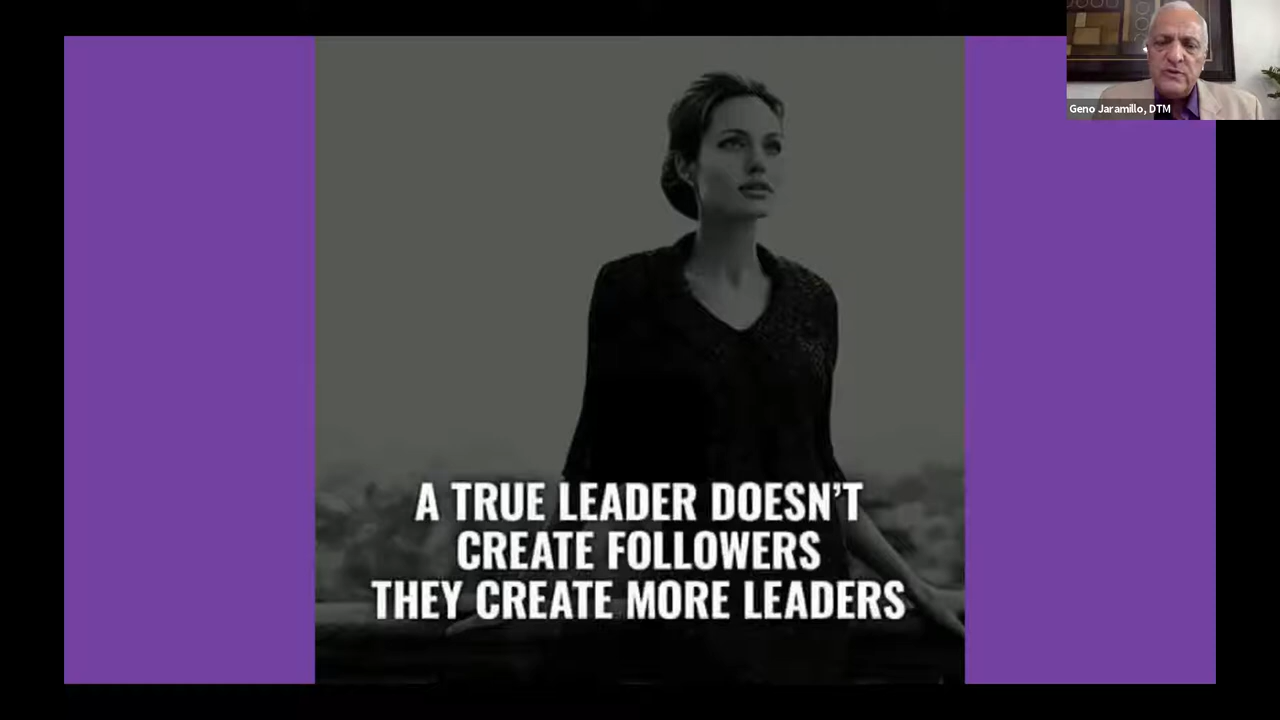 Geno Jaramillo, DTM
A TRUE LEADER DOESN’T
CREATE FOLLOWERS
THEY CREATE MORE LEADERS